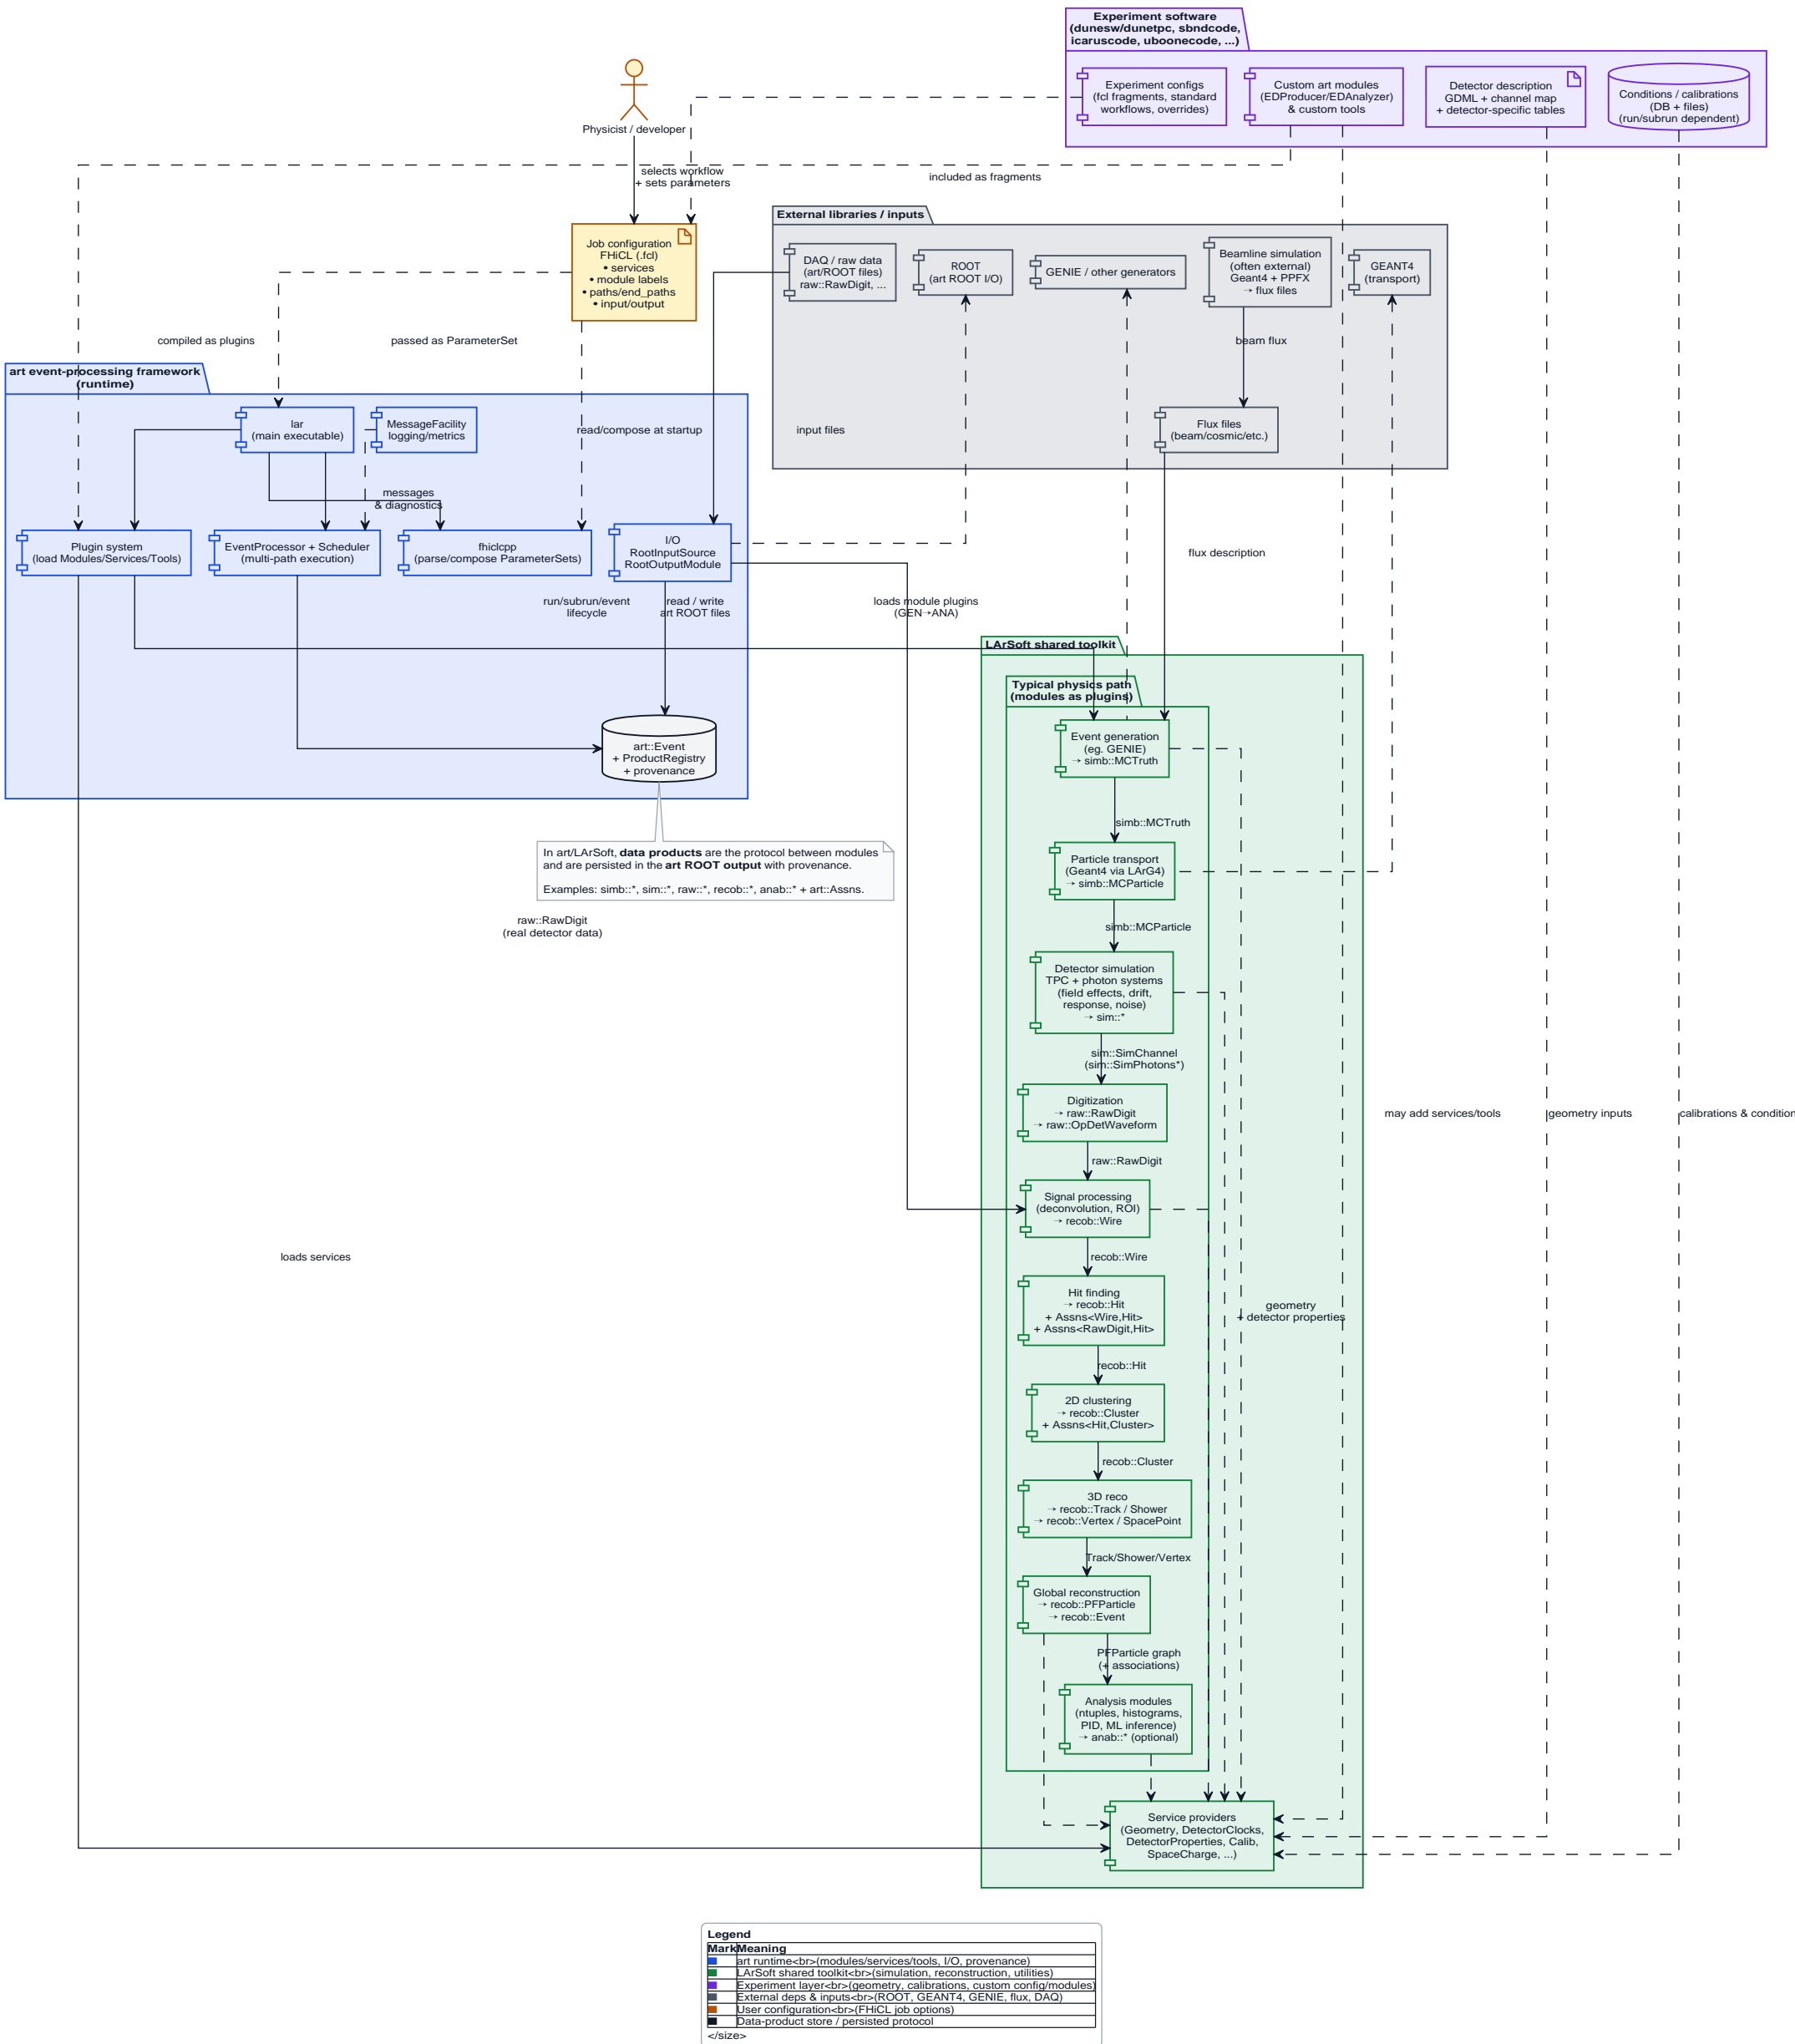 Experiment software
(dunesw/dunetpc, sbndcode,
icaruscode, uboonecode, ...)
Experiment configs
(fcl fragments, standard
workflows, overrides)
Custom art modules
(EDProducer/EDAnalyzer)
& custom tools
Detector description
GDML + channel map
+ detector-specific tables
Conditions / calibrations
(DB + files)
(run/subrun dependent)
Physicist / developer
selects workflow
+ sets parameters
included as fragments
External libraries / inputs
Job configuration
FHiCL (.fcl)
• services
• module labels
• paths/end_paths
• input/output
DAQ / raw data
(art/ROOT files)
raw::RawDigit, ...
ROOT
(art ROOT I/O)
GENIE / other generators
Beamline simulation
(often external)
Geant4 + PPFX
→ flux files
GEANT4
(transport)
compiled as plugins
passed as ParameterSet
beam flux
art event-processing framework
(runtime)
lar
(main executable)
MessageFacility
logging/metrics
read/compose at startup
input files
Flux files
(beam/cosmic/etc.)
messages
& diagnostics
Plugin system
(load Modules/Services/Tools)
EventProcessor + Scheduler
(multi-path execution)
fhiclcpp
(parse/compose ParameterSets)
I/O
RootInputSource
RootOutputModule
flux description
run/subrun/event
lifecycle
read / write
art ROOT files
loads module plugins
(GEN→ANA)
LArSoft shared toolkit
Typical physics path
(modules as plugins)
art::Event
+ ProductRegistry
+ provenance
Event generation
(eg. GENIE)
→ simb::MCTruth
simb::MCTruth
In art/LArSoft, data products are the protocol between modules
and are persisted in the art ROOT output with provenance.
Examples: simb::*, sim::*, raw::*, recob::*, anab::* + art::Assns.
Particle transport
(Geant4 via LArG4)
→ simb::MCParticle
raw::RawDigit
(real detector data)
simb::MCParticle
Detector simulation
TPC + photon systems
(field effects, drift,
response, noise)
→ sim::*
sim::SimChannel
(sim::SimPhotons*)
Digitization
→ raw::RawDigit
→ raw::OpDetWaveform
may add services/tools
geometry inputs
calibrations & condition
raw::RawDigit
Signal processing
(deconvolution, ROI)
→ recob::Wire
loads services
recob::Wire
Hit finding
→ recob::Hit
+ Assns<Wire,Hit>
+ Assns<RawDigit,Hit>
geometry
+ detector properties
recob::Hit
2D clustering
→ recob::Cluster
+ Assns<Hit,Cluster>
recob::Cluster
3D reco
→ recob::Track / Shower
→ recob::Vertex / SpacePoint
Track/Shower/Vertex
Global reconstruction
→ recob::PFParticle
→ recob::Event
PFParticle graph
(+ associations)
Analysis modules
(ntuples, histograms,
PID, ML inference)
→ anab::* (optional)
Service providers
(Geometry, DetectorClocks,
DetectorProperties, Calib,
SpaceCharge, ...)
Legend
Mark Meaning
art runtime<br>(modules/services/tools, I/O, provenance)
LArSoft shared toolkit<br>(simulation, reconstruction, utilities)
Experiment layer<br>(geometry, calibrations, custom config/modules)
External deps & inputs<br>(ROOT, GEANT4, GENIE, flux, DAQ)
User configuration<br>(FHiCL job options)
Data-product store / persisted protocol
</size>